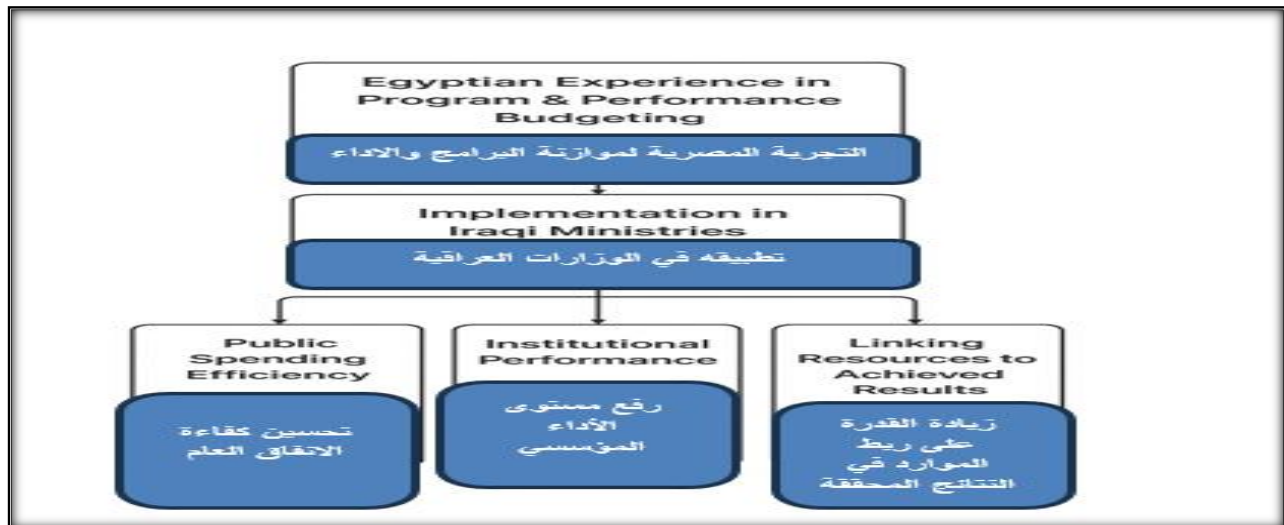 Egyptian Experience in
Program & Performance
Budgeting
التجربة المصرية لموازنة البرامج والاداء
Implementation in
Iraqi Ministries
تطبيقه في الوزارات العراقية
Public
Spending
Efficiency
تحسين كفاءة
الانفاق العام
Institutional
Performance
رفع مستوى
الأداء
المؤسسي
Linking
Resources to
Achieved
Results
زيادة القدرة
على ربط
الموارد في
النتائج المحققة